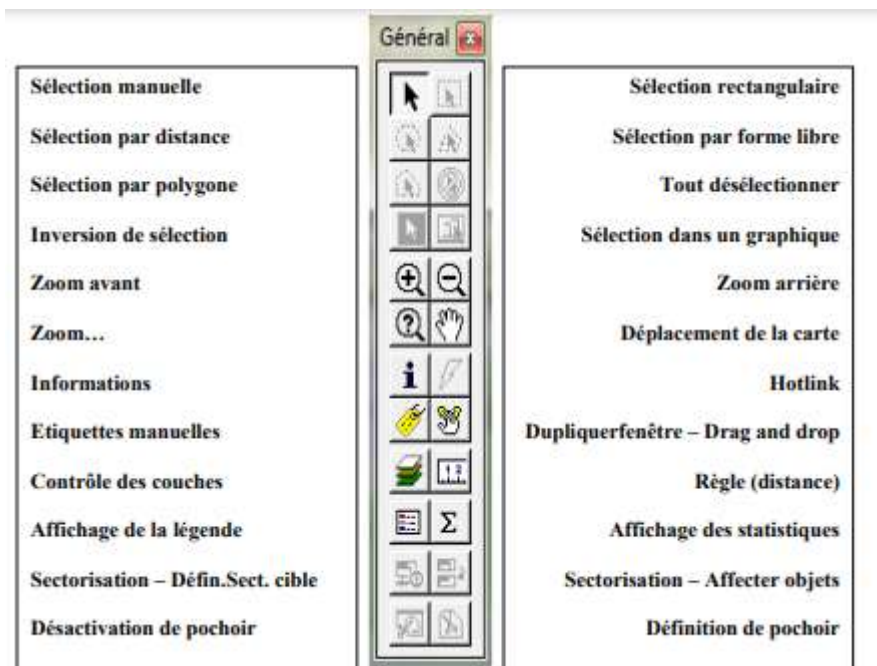 Général
Sélection manuelle
Sélection rectangulaire
Sélection par distance
Sélection par forme libre
Sélection par polygone
Tout désélectionner
Inversion de sélection
Sélection dans un graphique
Zoom avant
Zoom arrière
Zoom…
Déplacement de la carte
Informations
Hotlink
Etiquettes manuelles
Dupliquerfenêtre – Drag and drop
Contrôle des couches
Règle (distance)
Affichage de la légende
Affichage des statistiques
Sectorisation – Défin.Sect. cible
Sectorisation – Affecter objets
Désactivation de pochoir
Définition de pochoir